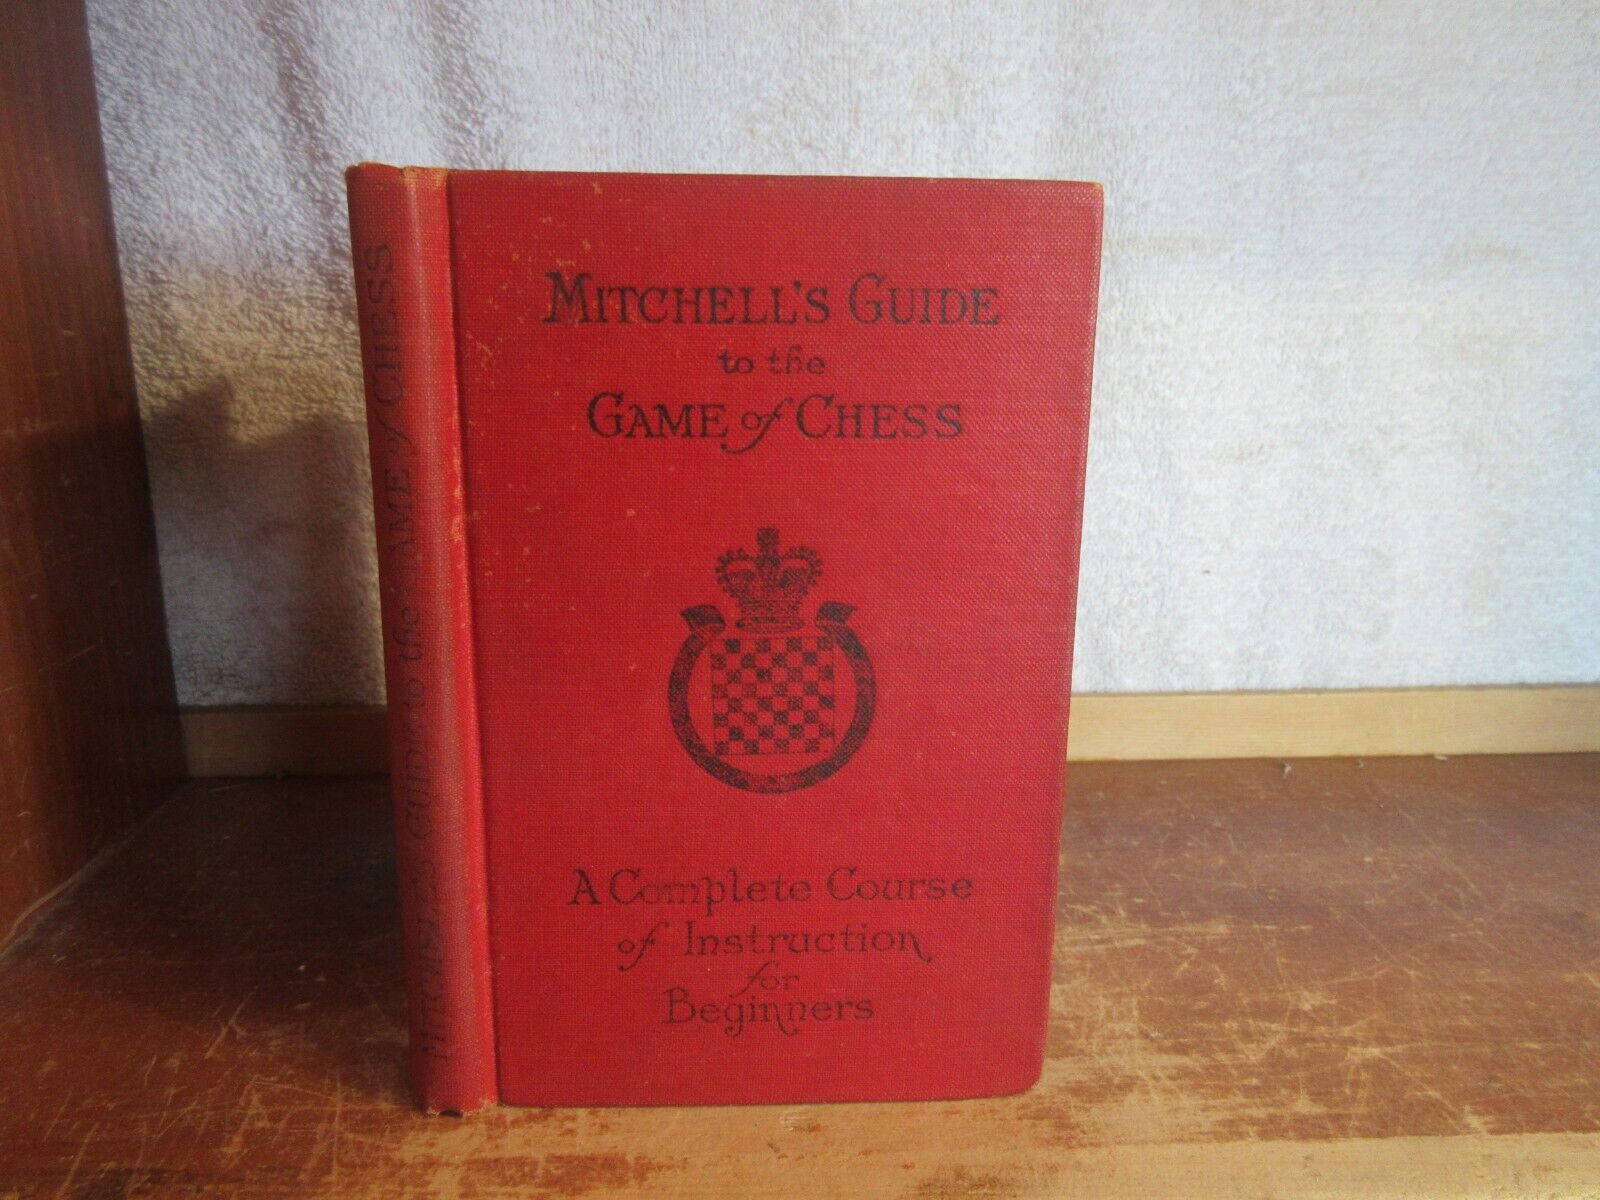 MITCHELL'S GUIDE
to the
GAME of CHESS
A Complete Course
of Instruction
for
Beginners
MITCHELL'S GUIDE to the GAME of CHESS